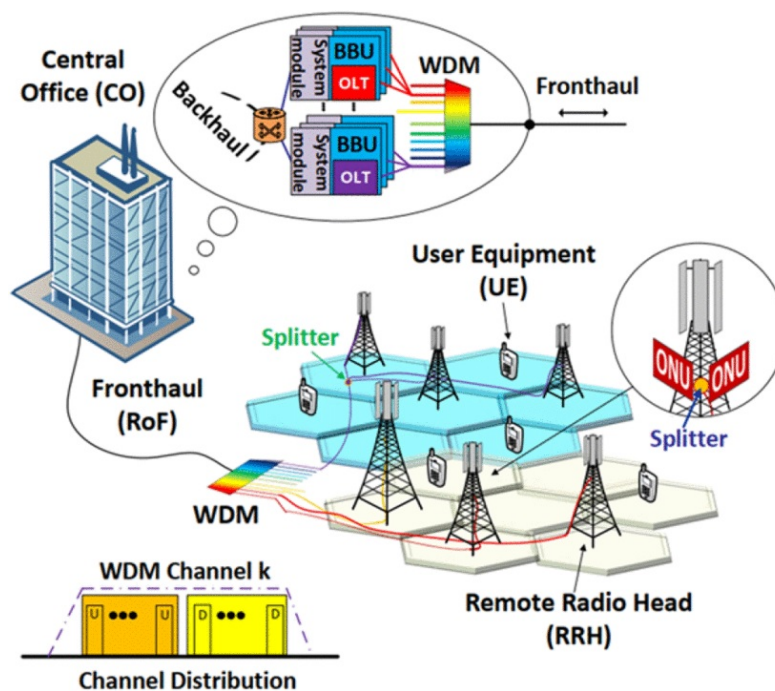 Central
Office (CO)
Backhaul
System
module
BBU
OLT
System
module
BBU
OLT
WDM
Fronthaul
User Equipment
(UE)
Splitter
ONU
ONU
Splitter
Fronthaul
(RoF)
WDM
Remote Radio Head
(RRH)
WDM Channel k
U
U
D
D
Channel Distribution